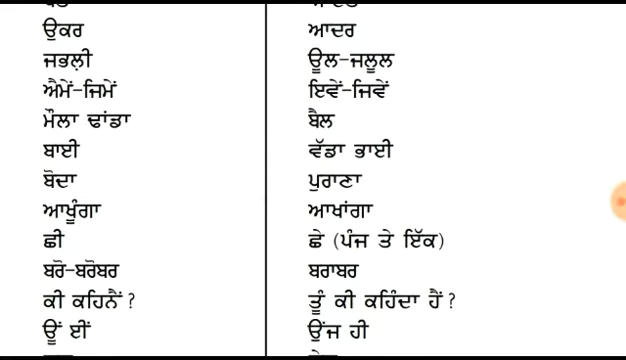 ਉਕਰ ਆਦਰ
ਜਭਲ਼ੀ ਊਲ-ਜਲੂਲ
ਐਮੇਂ-ਜਿਮੇਂ ਇਵੇਂ-ਜਿਵੇਂ
ਮੌਲਾ ਢਾਂਡਾ ਬੈਲ
ਬਾਈ ਵੱਡਾ ਭਾਈ
ਬੋਦਾ ਪੁਰਾਣਾ
ਆਖੂੰਗਾ ਆਖਾਂਗਾ
ਛੀ ਛੇ (ਪੰਜ ਤੇ ਇੱਕ)
ਬਰੋ-ਬਰੋਬਰ ਬਰਾਬਰ
ਕੀ ਕਹਿਨੈਂ ? ਤੂੰ ਕੀ ਕਹਿੰਦਾ ਹੈਂ ?
ਊਂ ਈਂ ਉਂਜ ਹੀ